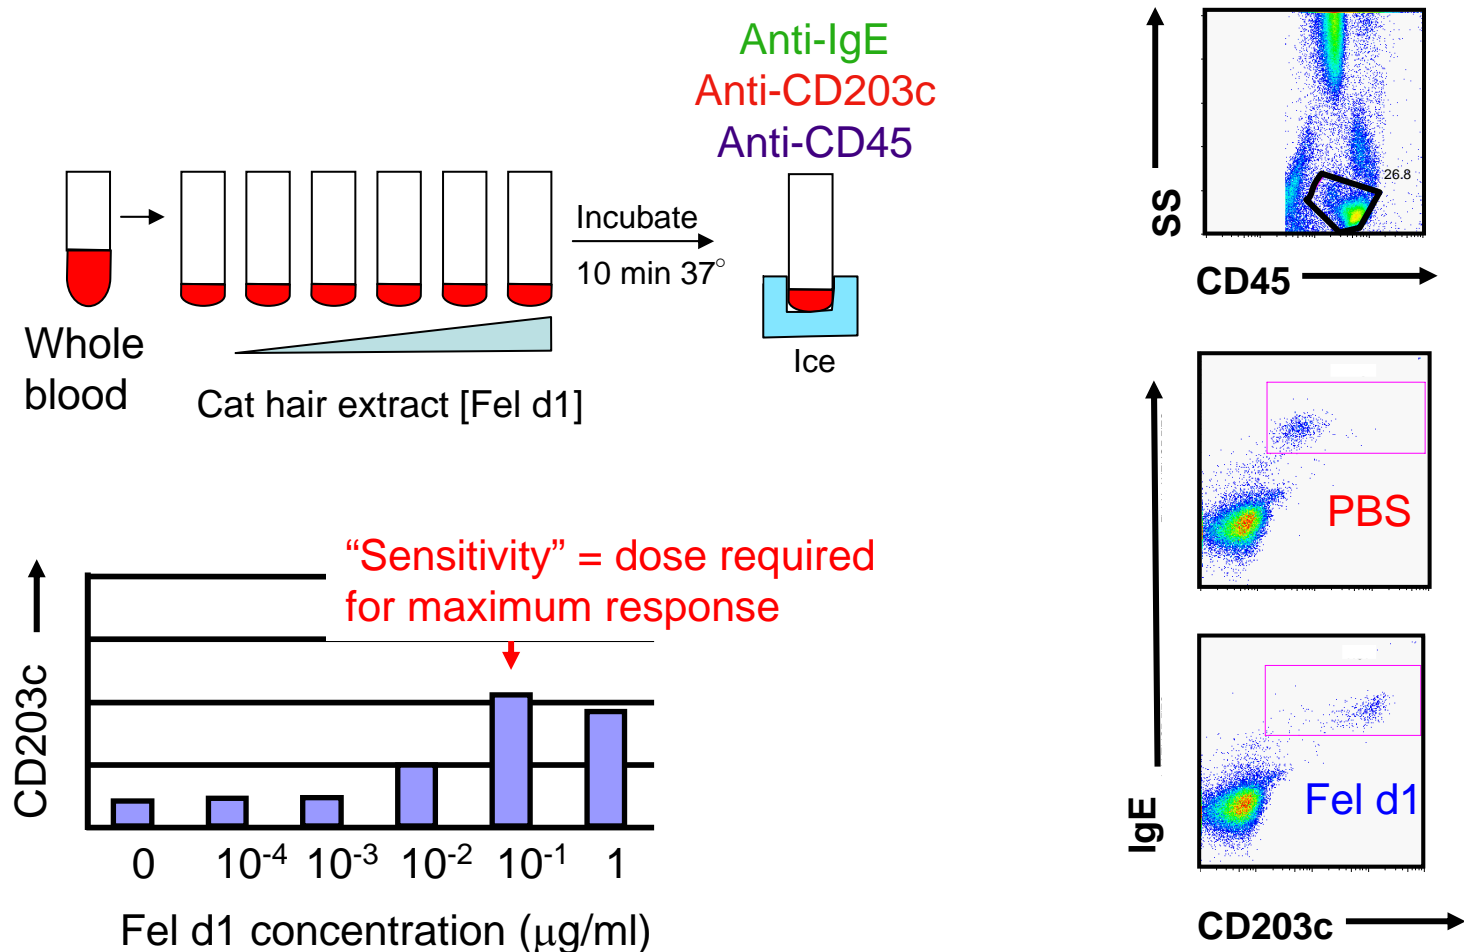 Anti-IgE
Anti-CD203c
Anti-CD45
Incubate
10 min 37°
Whole
blood
Cat hair extract [Fel d1]
Ice
SS
26.8
CD45
PBS
Fel d1
IgE
CD203c
“Sensitivity” = dose required
for maximum response
CD203c
0 10⁻⁴ 10⁻³ 10⁻² 10⁻¹ 1
Fel d1 concentration (μg/ml)